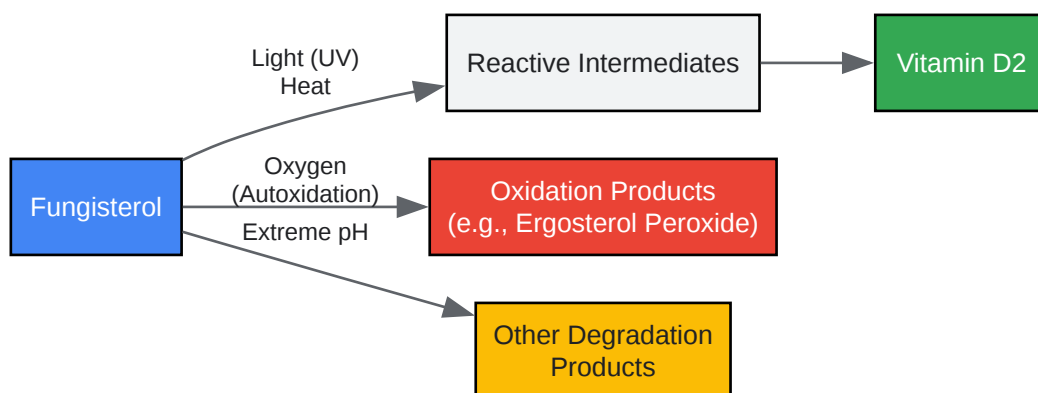 Light (UV)
Heat
Reactive Intermediates
Vitamin D2
Fungisterol
Oxygen
(Autoxidation)
Oxidation Products
(e.g., Ergosterol Peroxide)
Extreme pH
Other Degradation
Products